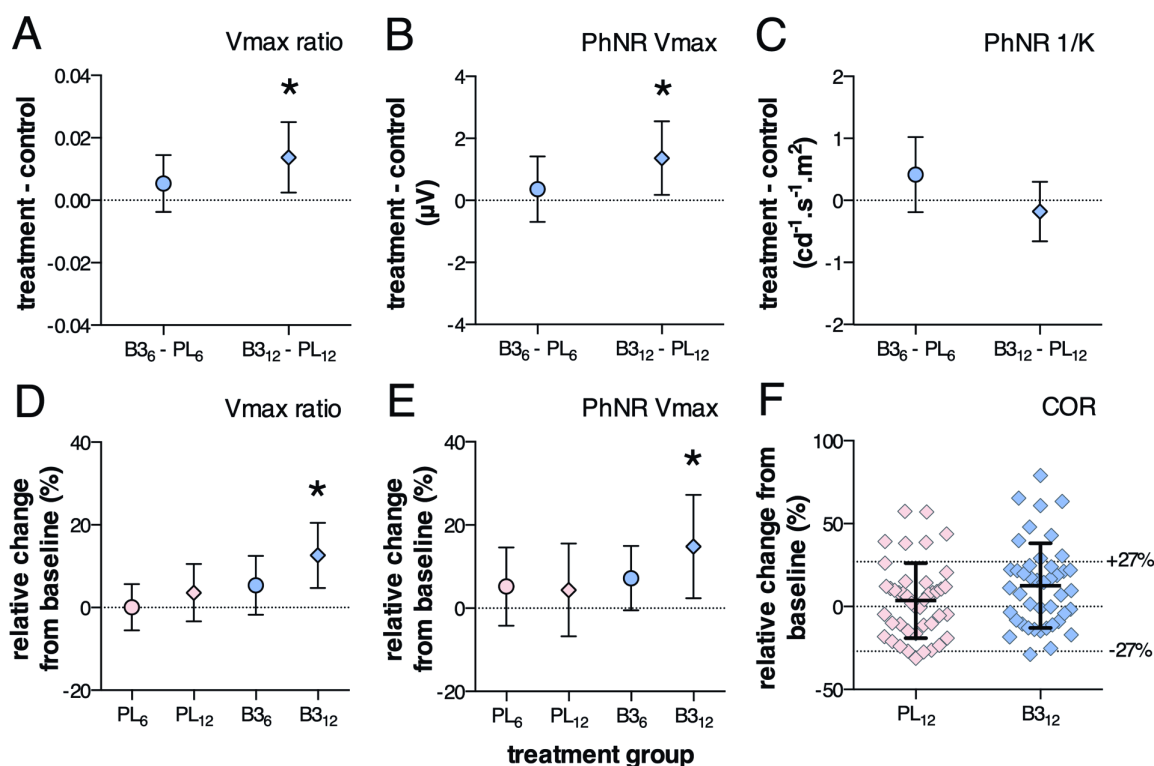 A
Vmax ratio
treatment - control
0.04
0.02
0.00
-0.02
-0.04
*
B3₆ - PL₆
B3₁₂ - PL₁₂
B
PhNR Vmax
treatment - control
(µV)
4
2
0
-2
-4
*
B3₆ - PL₆
B3₁₂ - PL₁₂
C
PhNR 1/K
treatment - control
(cd⁻¹.s⁻¹.m²)
2
1
0
-1
-2
B3₆ - PL₆
B3₁₂ - PL₁₂
D
Vmax ratio
relative change
from baseline (%)
40
20
0
-20
*
PL₆
PL₁₂
B3₆
B3₁₂
E
PhNR Vmax
relative change
from baseline (%)
40
20
0
-20
*
PL₆
PL₁₂
B3₆
B3₁₂
treatment group
F
COR
relative change from
baseline (%)
100
50
0
-50
+27%
-27%
PL₁₂
B3₁₂